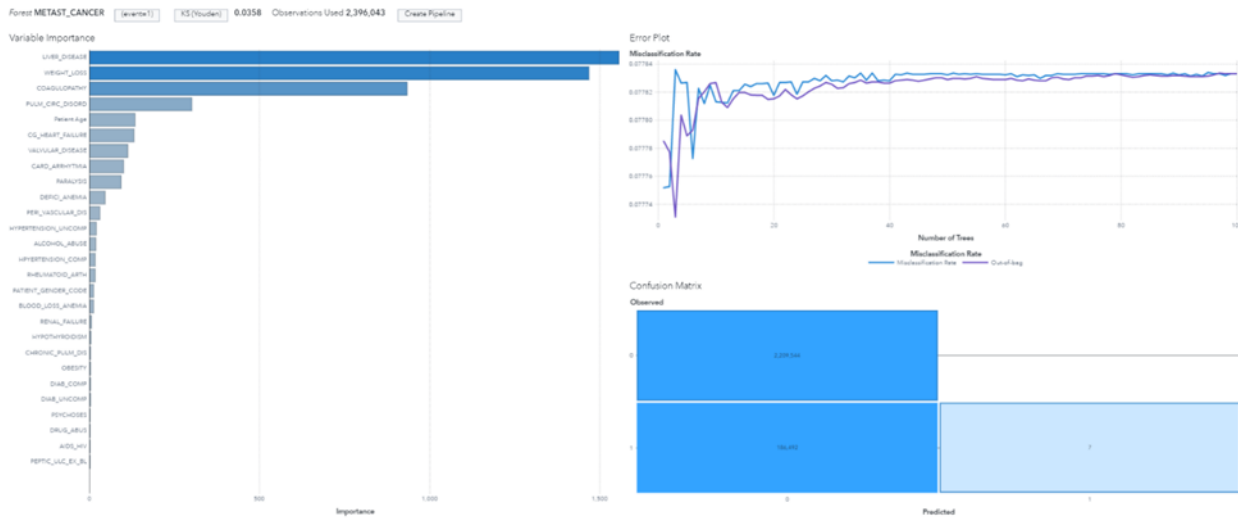 Forest METAST_CANCER (event=1) KS (Youden) 0.0358 Observations Used 2,396,043 Create Pipeline
Variable Importance
LIVER_DISEASE
WEIGHT_LOSS
COAGULOPATHY
PULM_CIRC_DISORD
Patient Age
CG_HEART_FAILURE
VALVULAR_DISEASE
CARD_ARRHYTMIA
PARALYSIS
DEFICI_ANEMIA
PERI_VASCULAR_DIS
HYPERTENSION_UNCOMP
ALCOHOL_ABUSE
RHEUMATOID_ARTH
PATIENT_GENDER_CODE
BLOOD_LOSS_ANEMIA
RENAL_FAILURE
HYPOTHYROIDISM
CHRONIC_PULM_DIS
OBESITY
DIAB_COMP
DIAB_UNCOMP
PSYCHOSES
DRUG_ABUS
AIDS_HIV
PEPTIC_ULC_EX_BL
0 500 1,000 1,500
Importance
Error Plot
Misclassification Rate
0.07784
0.07782
0.07780
0.07778
0.07776
0.07774
0 20 40 60 80 100
Number of Trees
Misclassification Rate
Misclassification Rate Out-of-bag
Confusion Matrix
Observed
0
1 7
0 1
Predicted